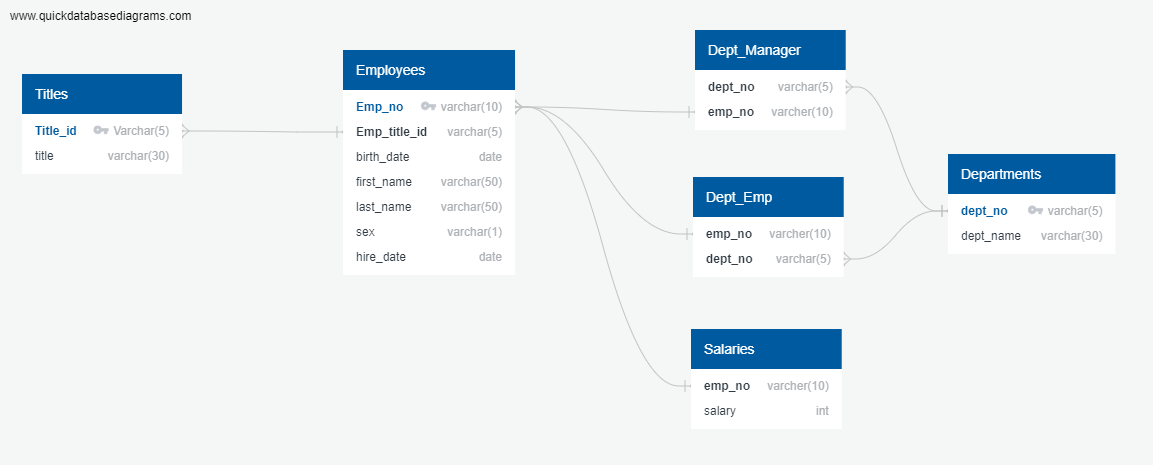 www.quickdatabasediagrams.com
Titles
Title_id Varchar(5)
title varchar(30)
Employees
Emp_no varchar(10)
Emp_title_id varchar(5)
birth_date date
first_name varchar(50)
last_name varchar(50)
sex varchar(1)
hire_date date
Dept_Manager
dept_no varchar(5)
emp_no varcher(10)
Dept_Emp
emp_no varcher(10)
dept_no varchar(5)
Salaries
emp_no varcher(10)
salary int
Departments
dept_no varchar(5)
dept_name varchar(30)